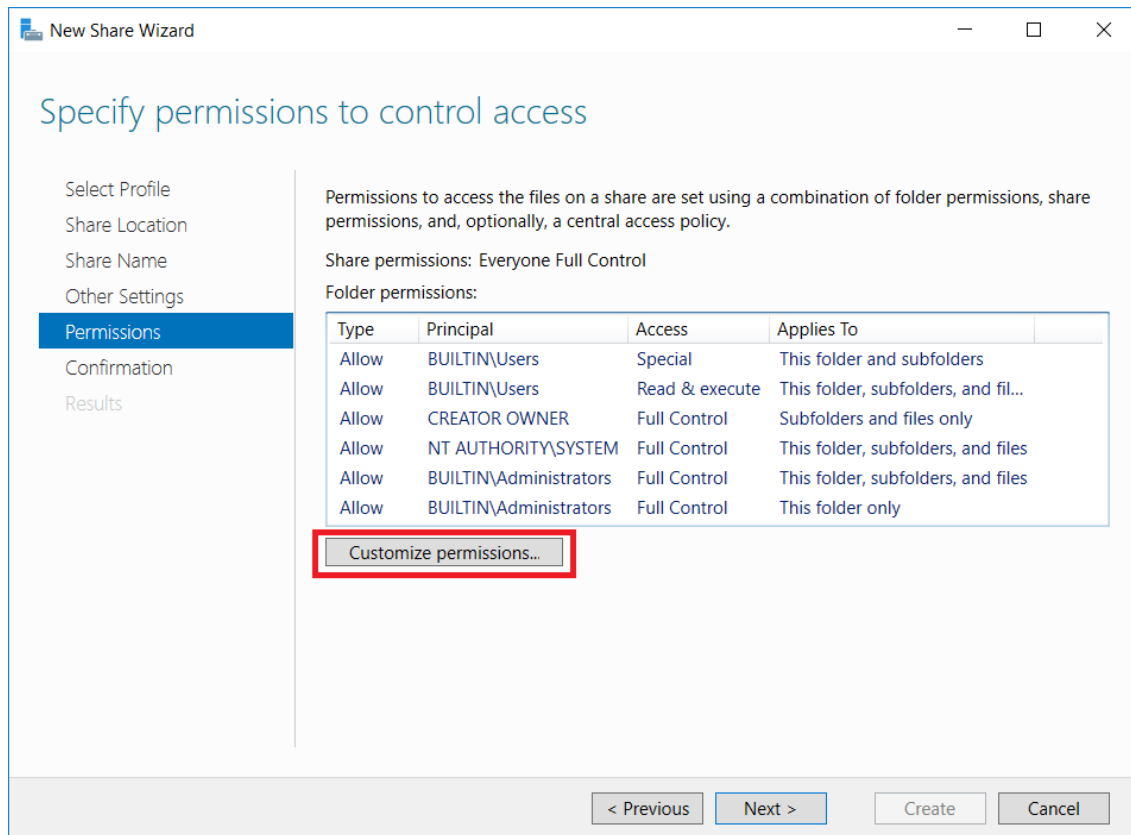 New Share Wizard
Specify permissions to control access
Select Profile
Share Location
Share Name
Other Settings
Permissions
Confirmation
Results
Permissions to access the files on a share are set using a combination of folder permissions, share
permissions, and, optionally, a central access policy.
Share permissions: Everyone Full Control
Folder permissions:
Type Principal Access Applies To
Allow BUILTIN\Users Special This folder and subfolders
Allow BUILTIN\Users Read & execute This folder, subfolders, and fil...
Allow CREATOR OWNER Full Control Subfolders and files only
Allow NT AUTHORITY\SYSTEM Full Control This folder, subfolders, and files
Allow BUILTIN\Administrators Full Control This folder, subfolders, and files
Allow BUILTIN\Administrators Full Control This folder only
Customize permissions...
< Previous Next > Create Cancel